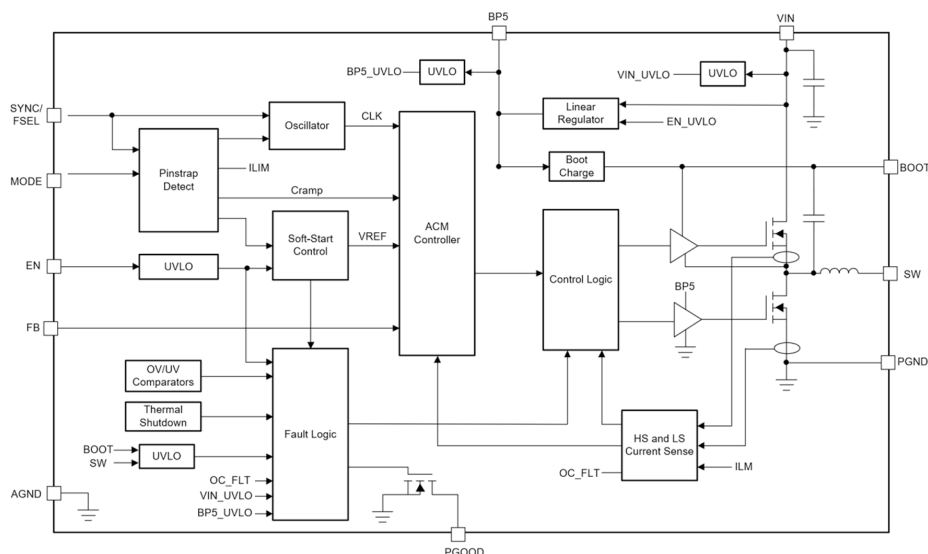 BP5
VIN
BP5_UVLO
UVLO
VIN_UVLO
UVLO
SYNC/
FSEL
Oscillator
CLK
Linear
Regulator
EN_UVLO
Pinstrap
Detect
ILIM
MODE
Cramp
Boot
Charge
BOOT
ACM
Controller
Soft-Start
Control
VREF
EN
UVLO
Control Logic
SW
BP5
FB
PGND
OV/UV
Comparators
Thermal
Shutdown
Fault Logic
HS and LS
Current Sense
BOOT
SW
UVLO
ILM
OC_FLT
OC_FLT
VIN_UVLO
BP5_UVLO
AGND
PGOOD